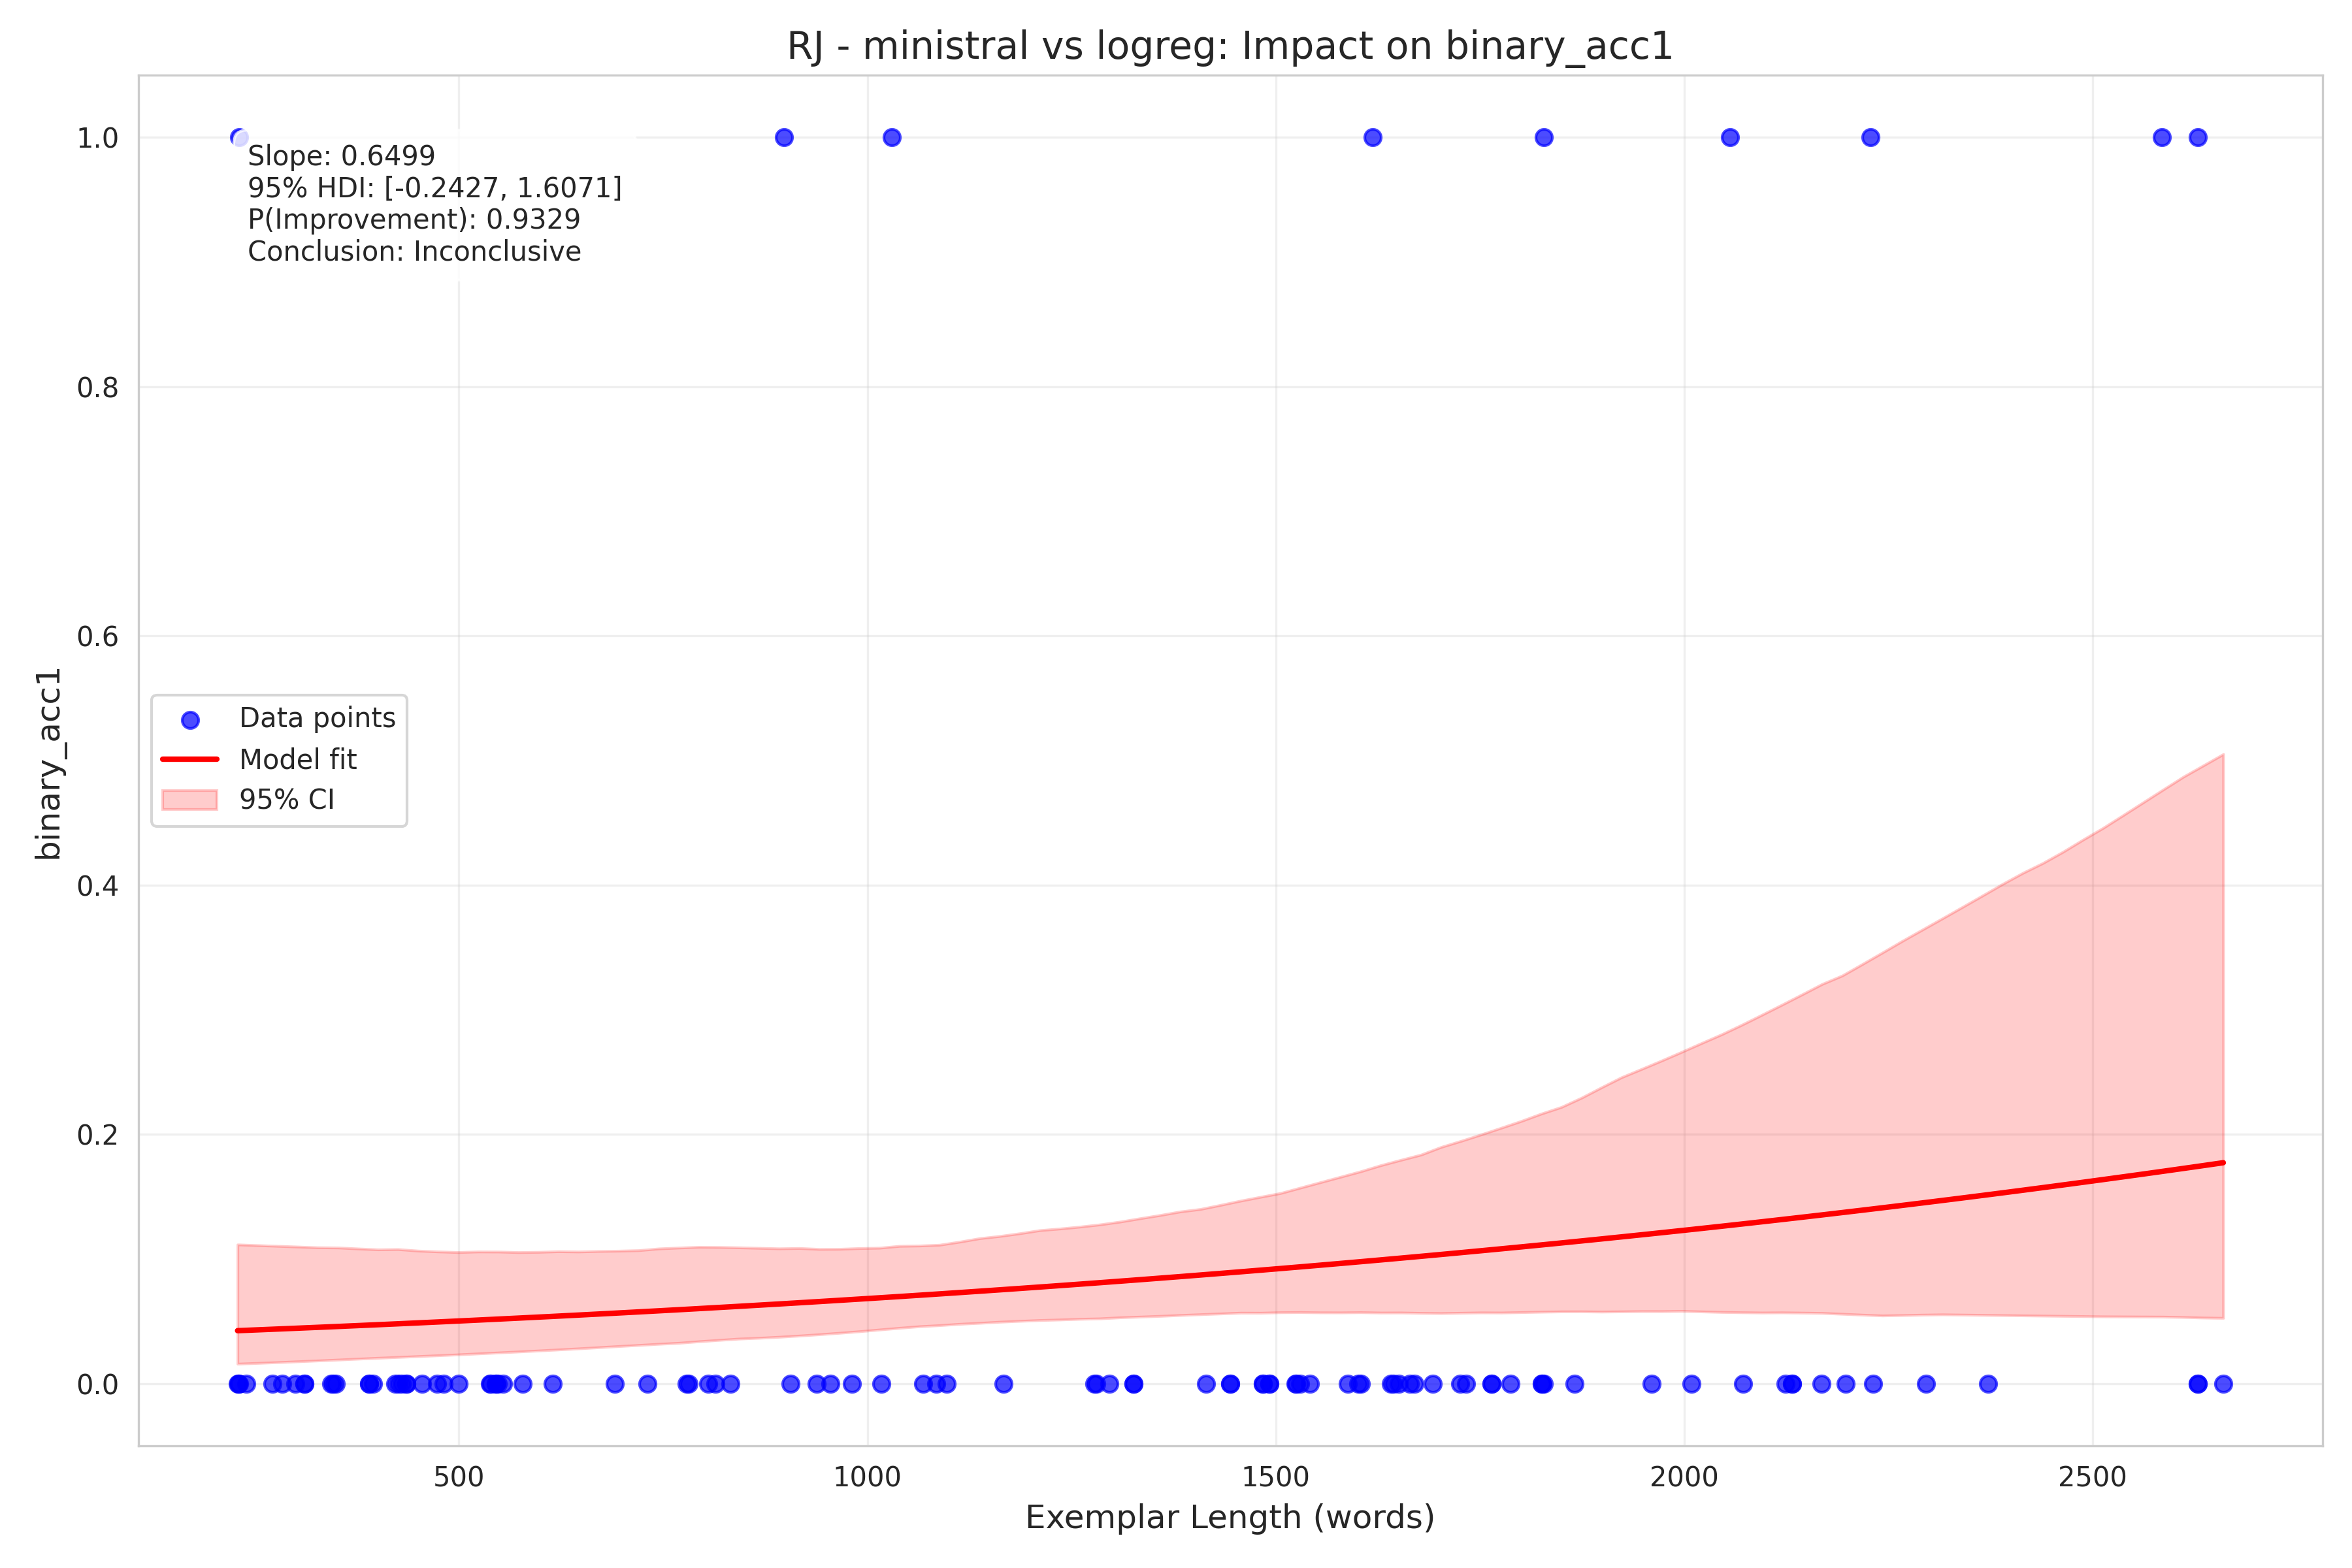 RJ - ministral vs logreg: Impact on binary_acc1
1.0
0.8
0.6
0.4
0.2
0.0
binary_acc1
Slope: 0.6499
95% HDI: [-0.2427, 1.6071]
P(Improvement): 0.9329
Conclusion: Inconclusive
Data points
Model fit
95% CI
500
1000
1500
2000
2500
Exemplar Length (words)